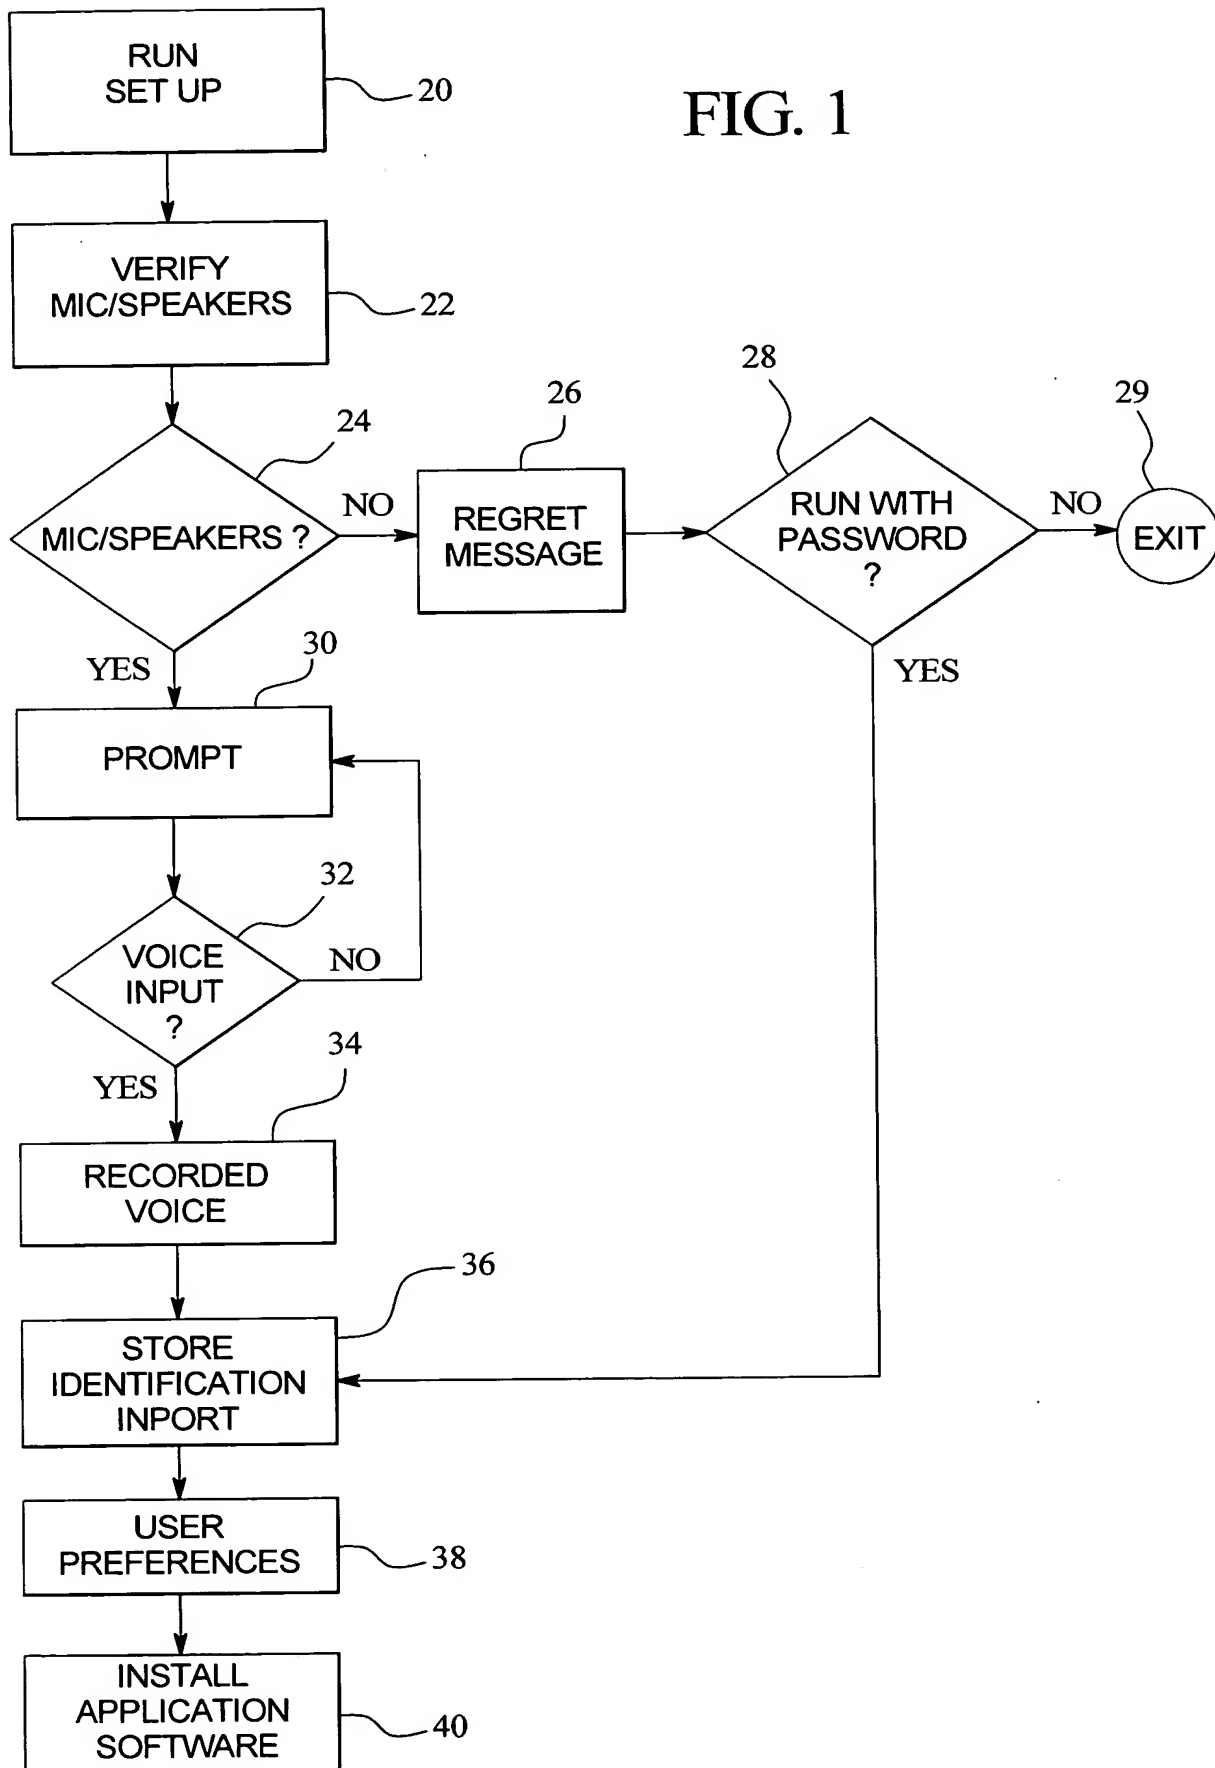 RUN
SET UP
20
FIG. 1
VERIFY
MIC/SPEAKERS
22
MIC/SPEAKERS ?
24
NO
YES
REGRET
MESSAGE
26
RUN WITH
PASSWORD
?
28
NO
YES
EXIT
29
PROMPT
30
VOICE
INPUT
?
32
NO
YES
RECORDED
VOICE
34
STORE
IDENTIFICATION
INPORT
36
USER
PREFERENCES
38
INSTALL
APPLICATION
SOFTWARE
40